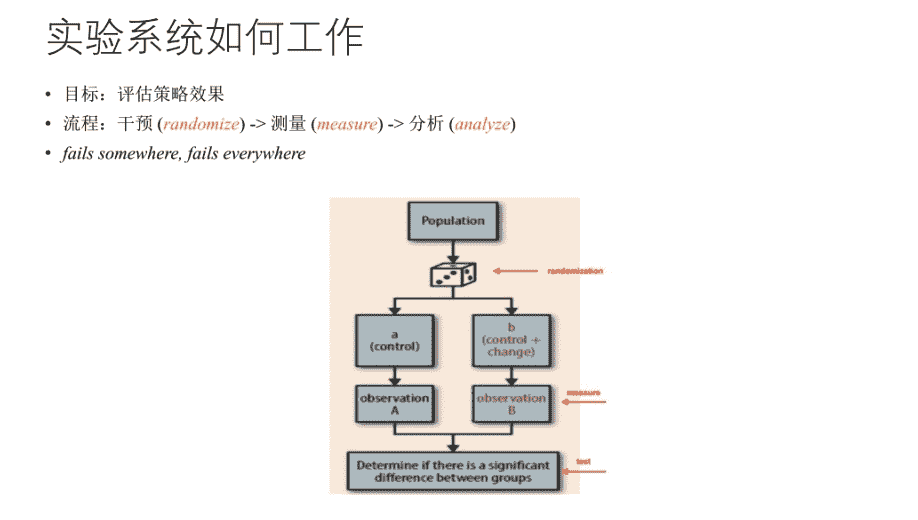 实验系统如何工作
• 目标：评估策略效果
• 流程：干预 (randomize) -> 测量 (measure) -> 分析 (analyze)
• fails somewhere, fails everywhere
Population
randomization
a
(control)
b
(control +
change)
observation
A
observation
B
measure
Determine if there is a significant
difference between groups
test